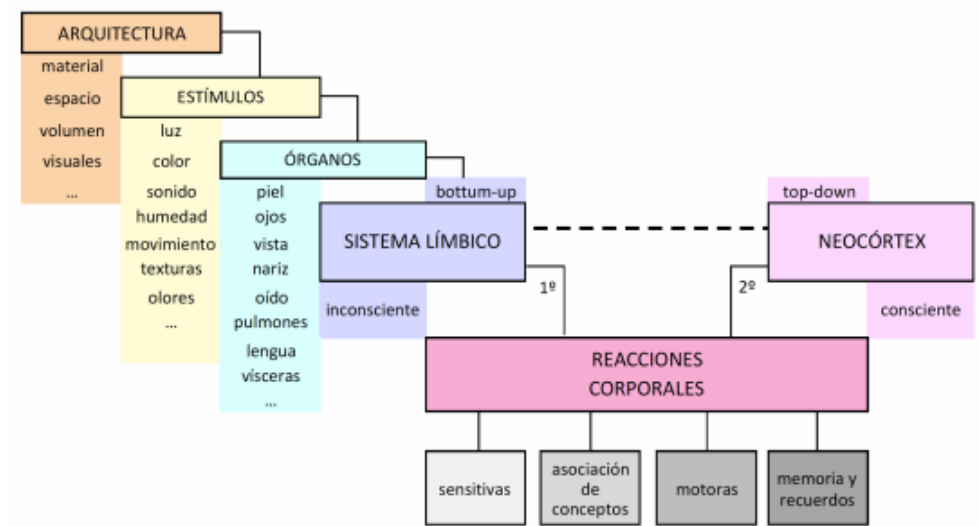 ARQUITECTURA
material
espacio
volumen
visuales
...
ESTÍMULOS
luz
color
sonido
humedad
movimiento
texturas
olores
...
ÓRGANOS
piel
ojos
vista
nariz
oído
pulmones
lengua
vísceras
...
bottum-up
SISTEMA LÍMBICO
inconsciente
top-down
NEOCÓRTEX
consciente
1º
2º
REACCIONES
CORPORALES
sensitivas
asociación
de
conceptos
motoras
memoria y
recuerdos